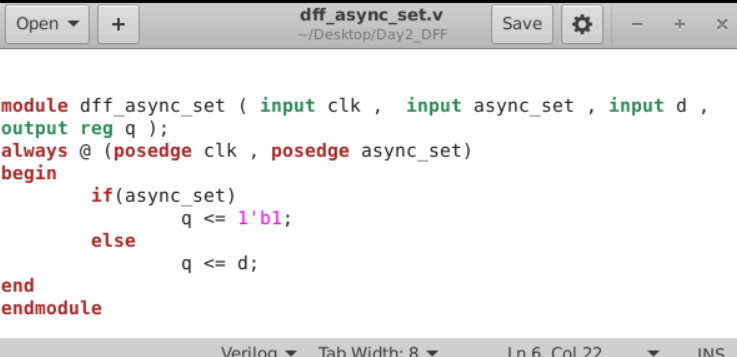 Open + dff_async_set.v Save
~/Desktop/Day2_DFF
module dff_async_set ( input clk ,  input async_set , input d ,
output reg q );
always @ (posedge clk , posedge async_set)
begin
        if(async_set)
                q <= 1'b1;
        else
                q <= d;
end
endmodule
Verilog Tab Width: 8 Ln 6, Col 22 INS